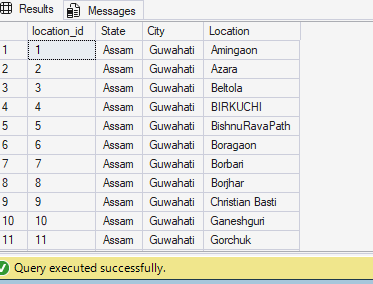 Results Messages
location_id State City Location
1 1 Assam Guwahati Amingaon
2 2 Assam Guwahati Azara
3 3 Assam Guwahati Beltola
4 4 Assam Guwahati BIRKUCHI
5 5 Assam Guwahati BishnuRavaPath
6 6 Assam Guwahati Boragaon
7 7 Assam Guwahati Borbari
8 8 Assam Guwahati Borjhar
9 9 Assam Guwahati Christian Basti
10 10 Assam Guwahati Ganeshguri
11 11 Assam Guwahati Gorchuk
Query executed successfully.